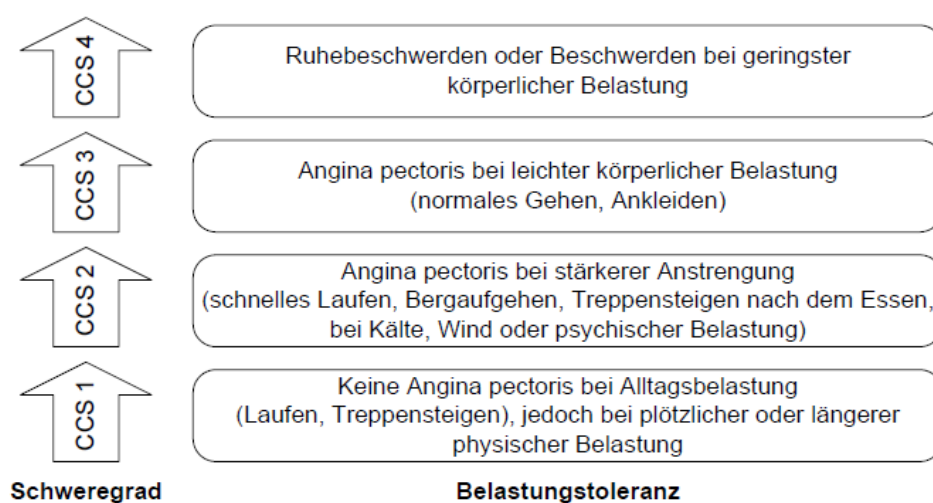 CCS 4
Ruhebeschwerden oder Beschwerden bei geringster
körperlicher Belastung
CCS 3
Angina pectoris bei leichter körperlicher Belastung
(normales Gehen, Ankleiden)
CCS 2
Angina pectoris bei stärkerer Anstrengung
(schnelles Laufen, Bergaufgehen, Treppensteigen nach dem Essen,
bei Kälte, Wind oder psychischer Belastung)
CCS 1
Keine Angina pectoris bei Alltagsbelastung
(Laufen, Treppensteigen), jedoch bei plötzlicher oder längerer
physischer Belastung
Schweregrad
Belastungstoleranz